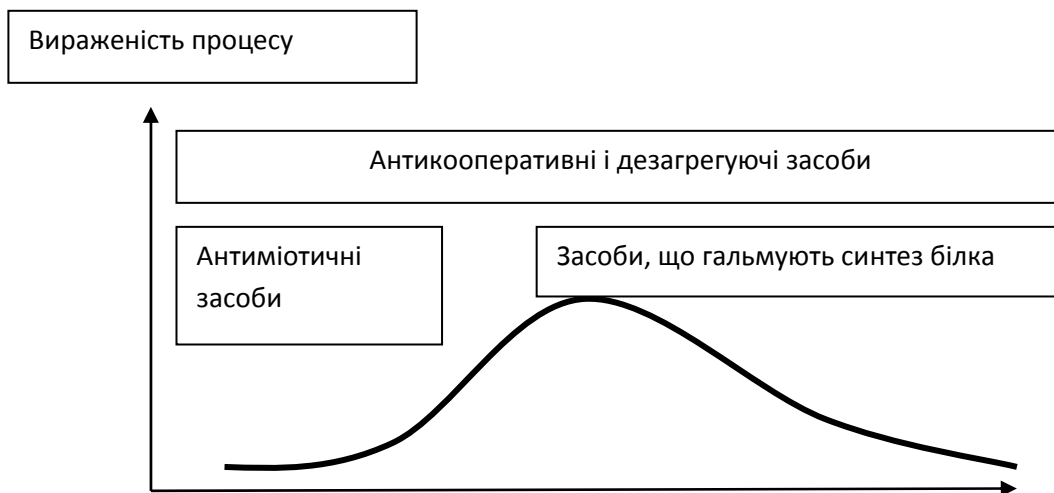 Вираженість процесу
Антикооперативні і дезагрегуючі засоби
Антиміотичні
засоби
Засоби, що гальмують синтез білка